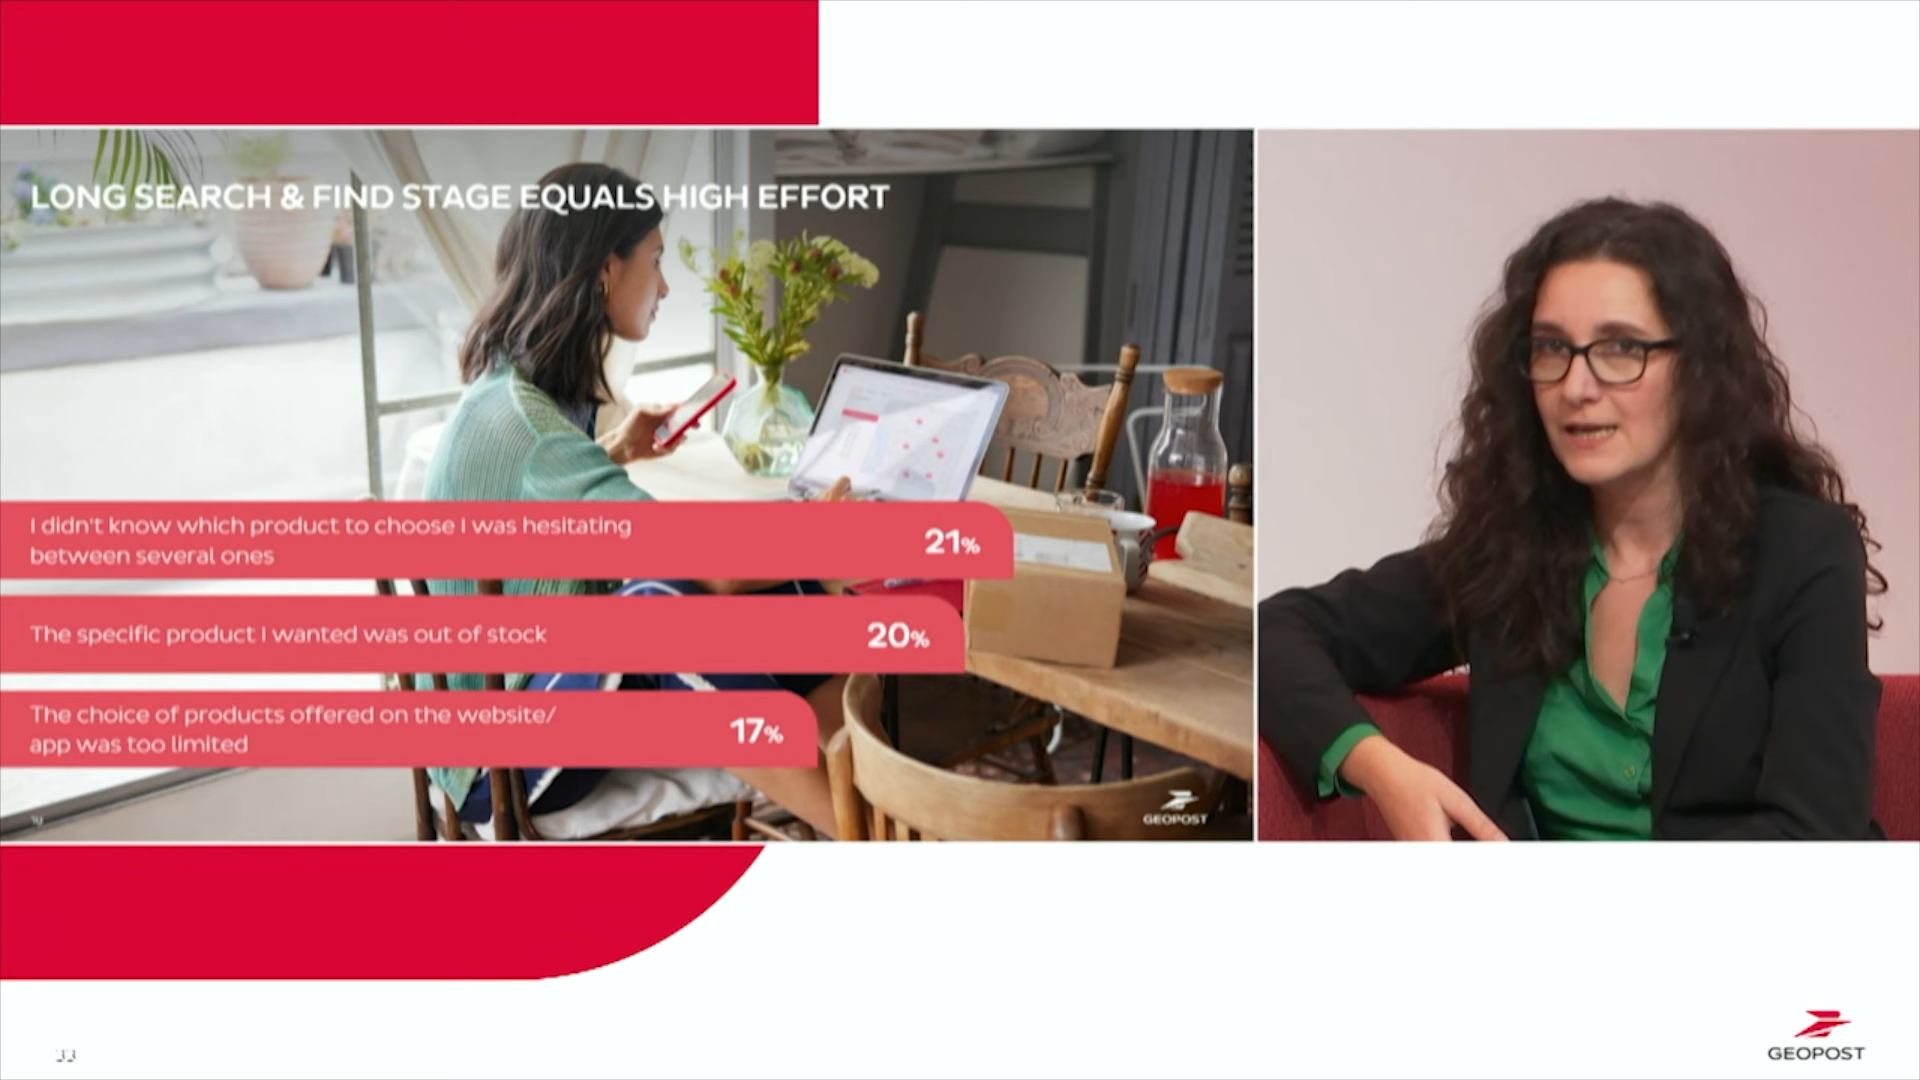 LONG SEARCH & FIND STAGE EQUALS HIGH EFFORT
I didn't know which product to choose I was hesitating
between several ones
21%
The specific product I wanted was out of stock
20%
The choice of products offered on the website/
app was too limited
17%
GEOPOST
GEOPOST